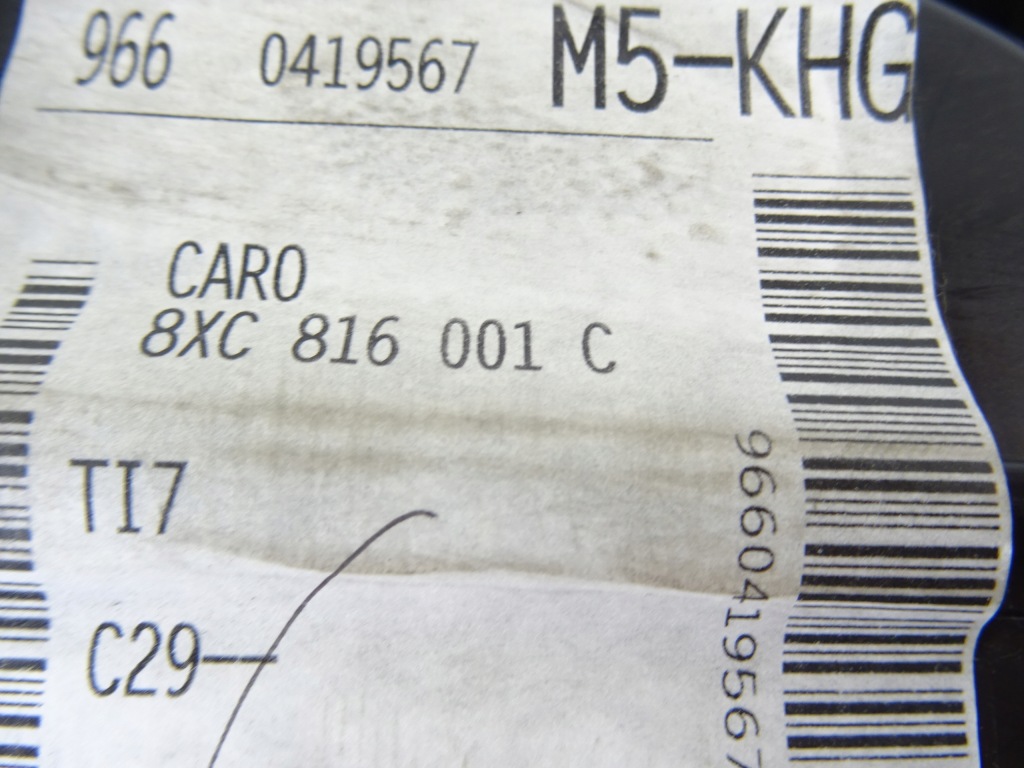 966 0419567 M5-KHG
CARO
8XC 816 001 C
TI7
C29--
9660419567